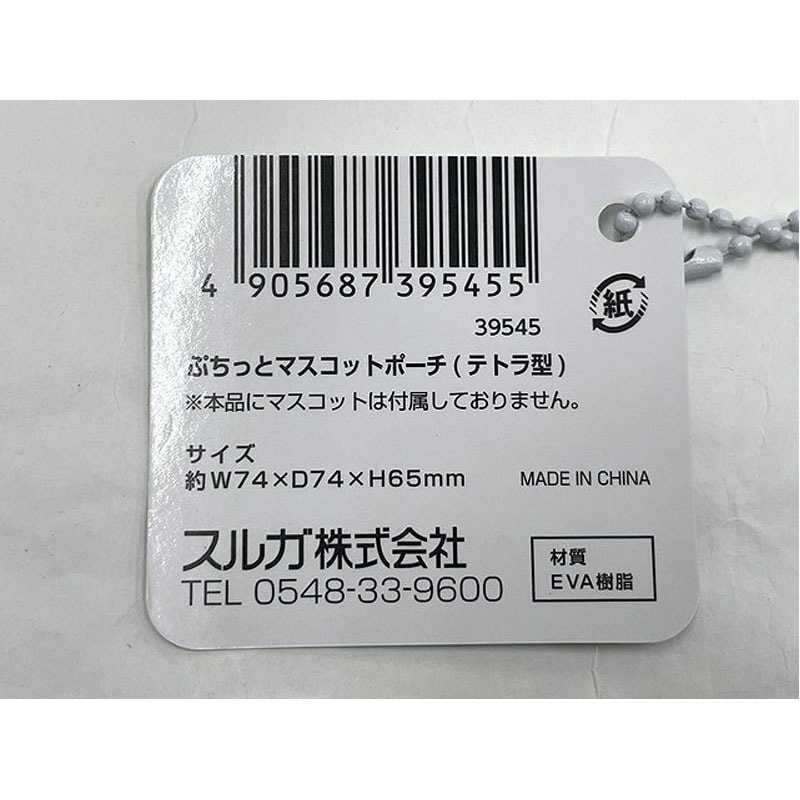 4 905687 395455
39545
紙
ぷちっとマスコットポーチ(テトラ型)
※本品にマスコットは付属しておりません。
サイズ
約W74×D74×H65mm
MADE IN CHINA
スルガ株式会社
TEL 0548-33-9600
材質
EVA樹脂